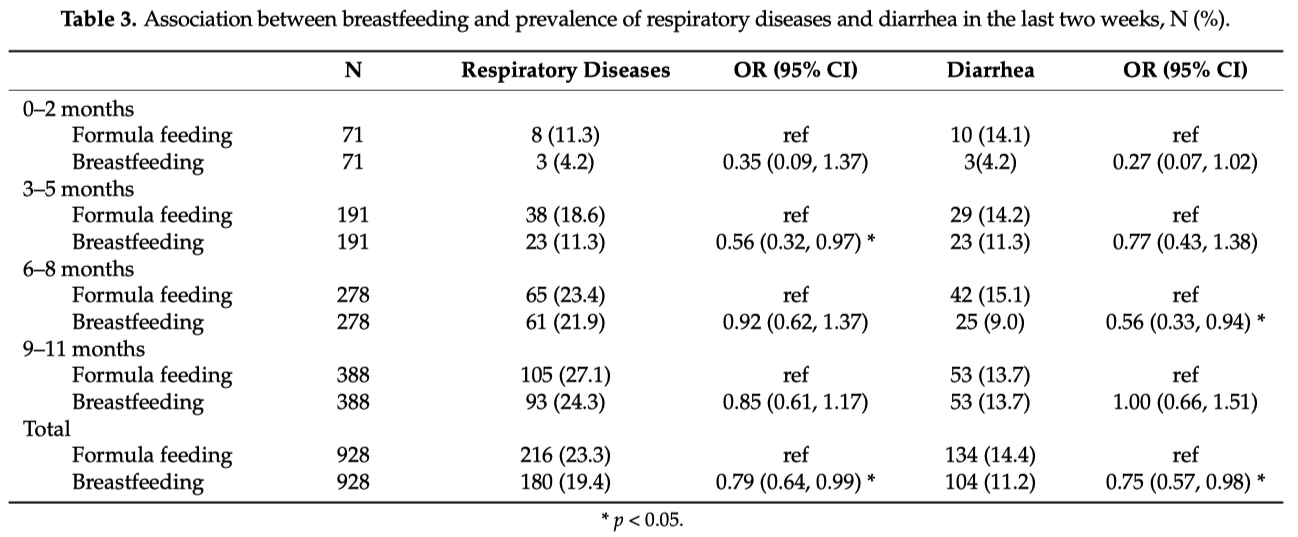 Table 3. Association between breastfeeding and prevalence of respiratory diseases and diarrhea in the last two weeks, N (%).
N Respiratory Diseases OR (95% CI) Diarrhea OR (95% CI)
0–2 months
Formula feeding 71 8 (11.3) ref 10 (14.1) ref
Breastfeeding 71 3 (4.2) 0.35 (0.09, 1.37) 3(4.2) 0.27 (0.07, 1.02)
3–5 months
Formula feeding 191 38 (18.6) ref 29 (14.2) ref
Breastfeeding 191 23 (11.3) 0.56 (0.32, 0.97) * 23 (11.3) 0.77 (0.43, 1.38)
6–8 months
Formula feeding 278 65 (23.4) ref 42 (15.1) ref
Breastfeeding 278 61 (21.9) 0.92 (0.62, 1.37) 25 (9.0) 0.56 (0.33, 0.94) *
9–11 months
Formula feeding 388 105 (27.1) ref 53 (13.7) ref
Breastfeeding 388 93 (24.3) 0.85 (0.61, 1.17) 53 (13.7) 1.00 (0.66, 1.51)
Total
Formula feeding 928 216 (23.3) ref 134 (14.4) ref
Breastfeeding 928 180 (19.4) 0.79 (0.64, 0.99) * 104 (11.2) 0.75 (0.57, 0.98) *
* p < 0.05.